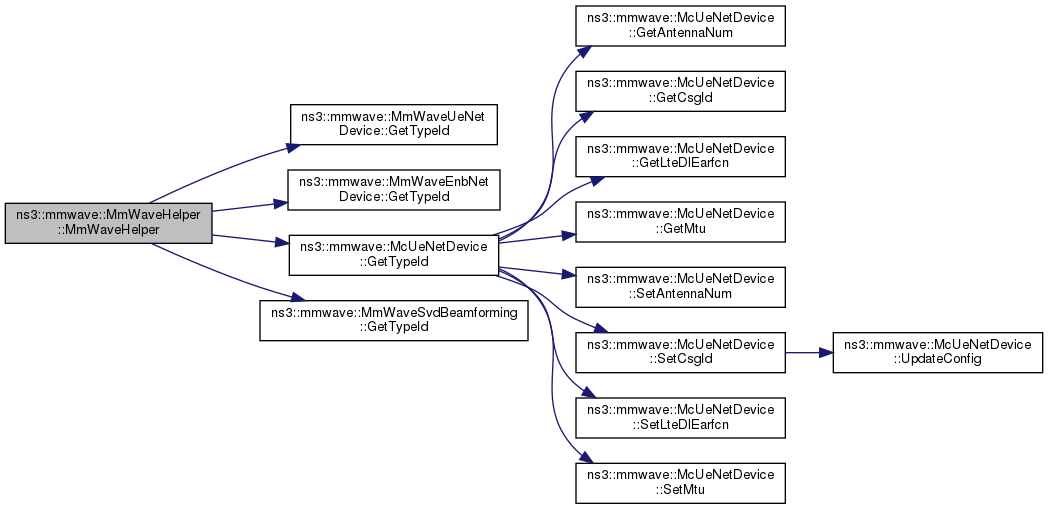 ns3::mmwave::MmWaveHelper
::MmWaveHelper
ns3::mmwave::MmWaveUeNet
Device::GetTypeId
ns3::mmwave::MmWaveEnbNet
Device::GetTypeId
ns3::mmwave::McUeNetDevice
::GetTypeId
ns3::mmwave::MmWaveSvdBeamforming
::GetTypeId
ns3::mmwave::McUeNetDevice
::GetAntennaNum
ns3::mmwave::McUeNetDevice
::GetCsgId
ns3::mmwave::McUeNetDevice
::GetLteDlEarfcn
ns3::mmwave::McUeNetDevice
::GetMtu
ns3::mmwave::McUeNetDevice
::SetAntennaNum
ns3::mmwave::McUeNetDevice
::SetCsgId
ns3::mmwave::McUeNetDevice
::SetLteDlEarfcn
ns3::mmwave::McUeNetDevice
::SetMtu
ns3::mmwave::McUeNetDevice
::UpdateConfig